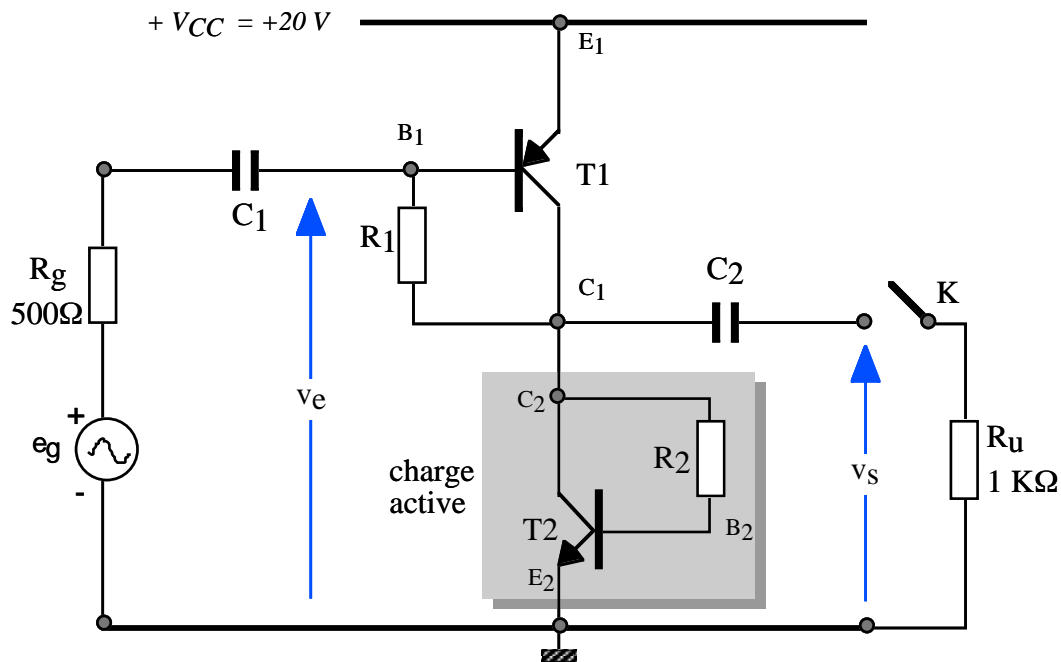 + VCC = +20 V
E1
B1
T1
C1
R1
Rg
500Ω
C1
C2
K
ve
+
eg
-
C2
R2
charge
active
T2
B2
E2
vs
Ru
1 KΩ